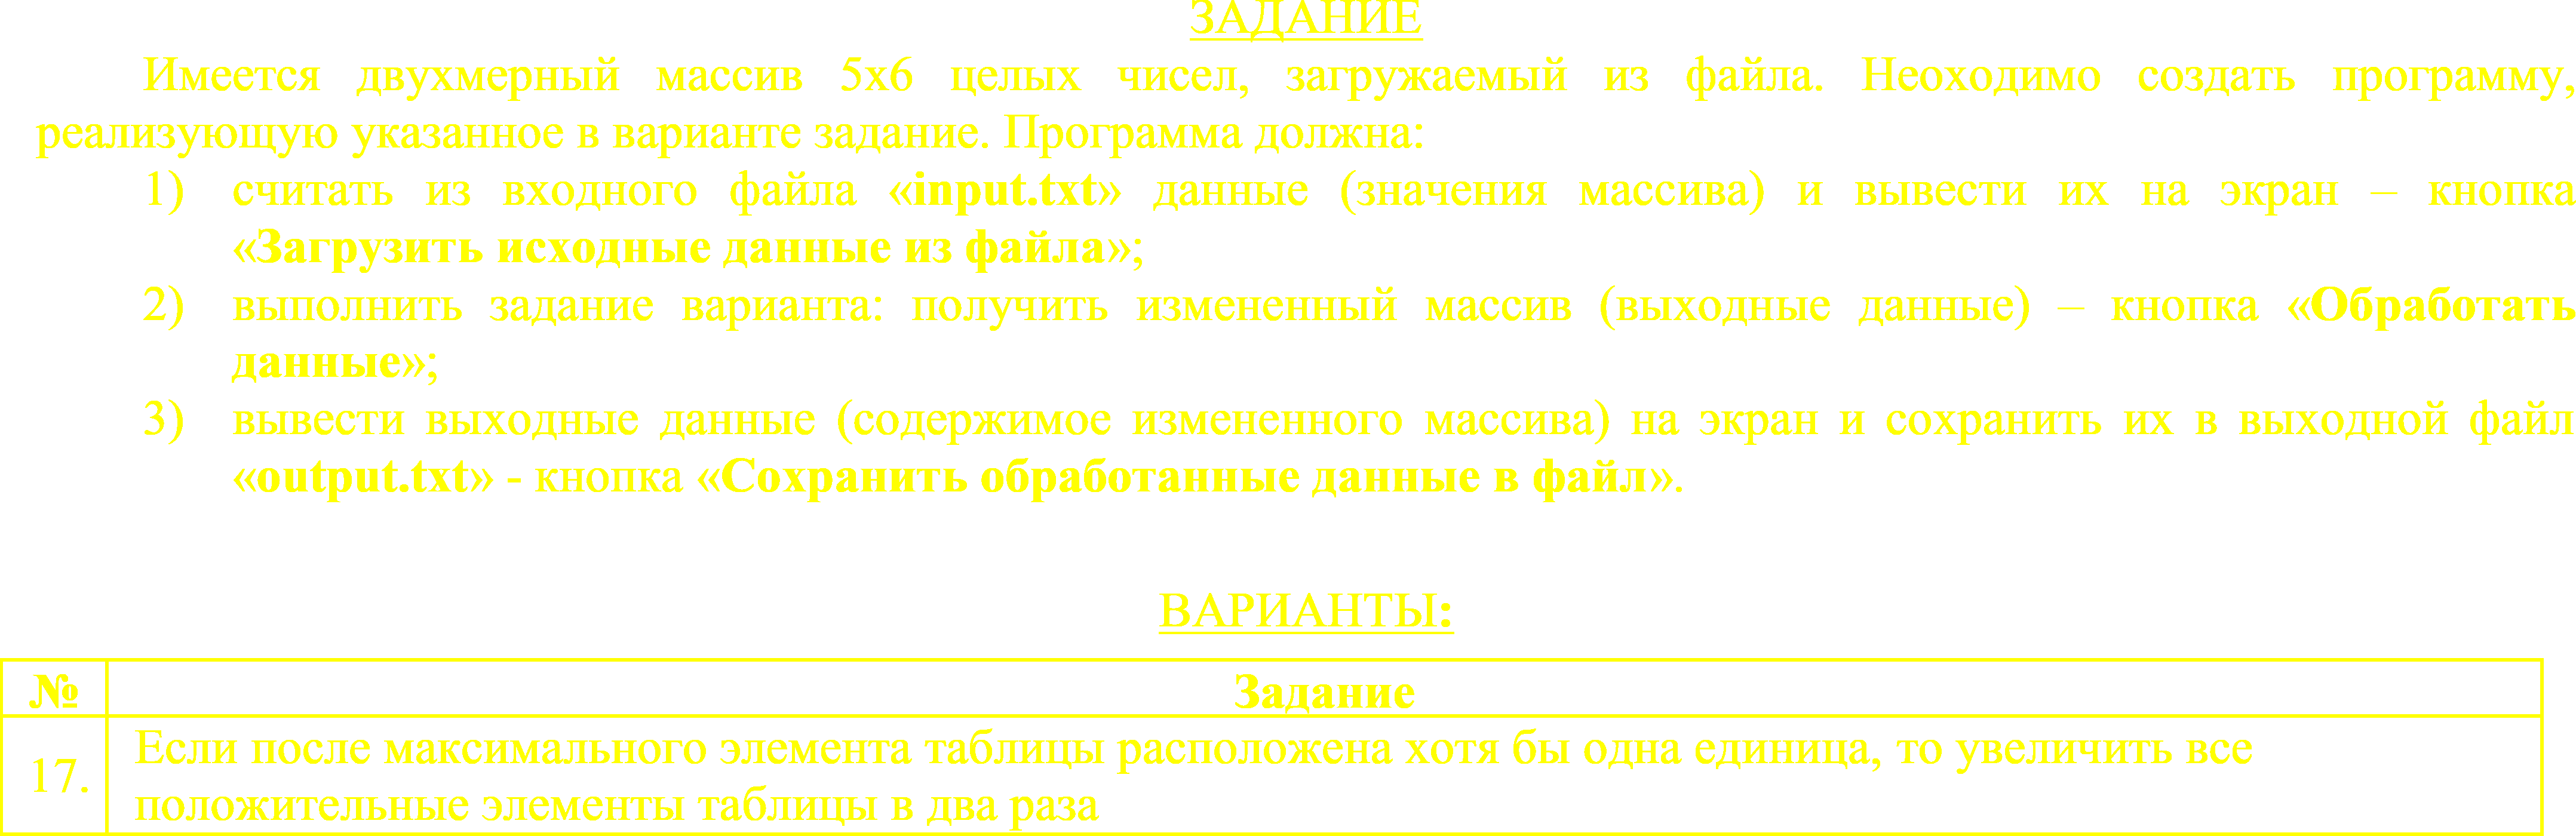 ЗАДАНИЕ
Имеется двухмерный массив 5х6 целых чисел, загружаемый из файла. Неоходимо создать программу,
реализующую указанное в варианте задание. Программа должна:
1) считать из входного файла «input.txt» данные (значения массива) и вывести их на экран – кнопка
«Загрузить исходные данные из файла»;
2) выполнить задание варианта: получить измененный массив (выходные данные) – кнопка «Обработать
данные»;
3) вывести выходные данные (содержимое измененного массива) на экран и сохранить их в выходной файл
«output.txt» - кнопка «Сохранить обработанные данные в файл».
ВАРИАНТЫ:
№ Задание
17. Если после максимального элемента таблицы расположена хотя бы одна единица, то увеличить все
положительные элементы таблицы в два раза